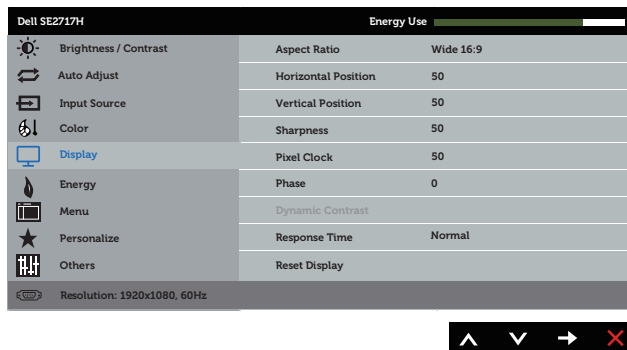 Dell SE2717H
Energy Use
Brightness / Contrast
Auto Adjust
Input Source
Color
Display
Energy
Menu
Personalize
Others
Aspect Ratio Wide 16:9
Horizontal Position 50
Vertical Position 50
Sharpness 50
Pixel Clock 50
Phase 0
Dynamic Contrast
Response Time Normal
Reset Display
Resolution: 1920x1080, 60Hz